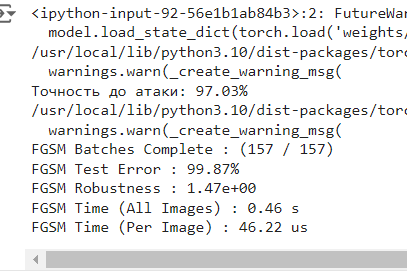 <ipython-input-92-56e1b1ab84b3>:2: FutureWar
model.load_state_dict(torch.load('weights/
/usr/local/lib/python3.10/dist-packages/torc
warnings.warn(_create_warning_msg(
Точность до атаки: 97.03%
/usr/local/lib/python3.10/dist-packages/torc
warnings.warn(_create_warning_msg(
FGSM Batches Complete : (157 / 157)
FGSM Test Error : 99.87%
FGSM Robustness : 1.47e+00
FGSM Time (All Images) : 0.46 s
FGSM Time (Per Image) : 46.22 us